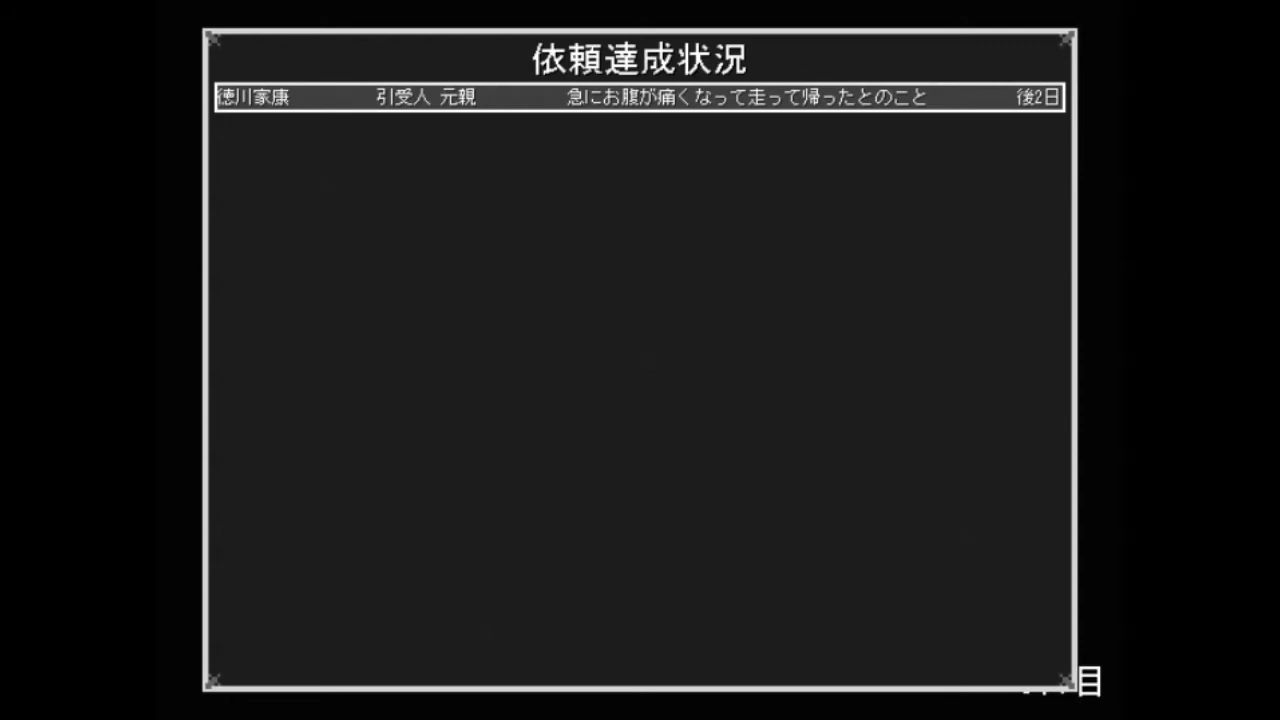 依頼達成状況
徳川家康 引受人 元親 急にお腹が痛くなって走って帰ったとのこと 後2日
目